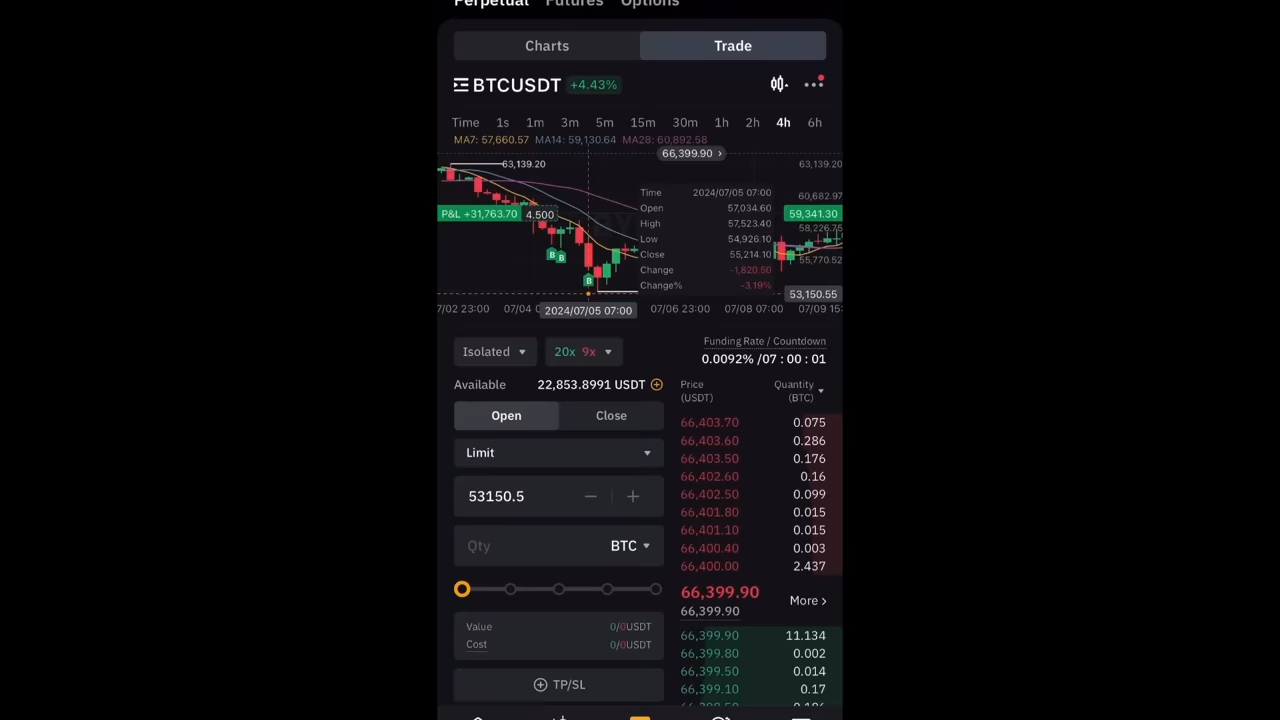 Perpetual Futures Options
Charts Trade
BTCUSDT +4.43%
Time 1s 1m 3m 5m 15m 30m 1h 2h 4h 6h
MA7: 57,660.57 MA14: 59,130.64 MA28: 60,892.58
66,399.90 ›
63,139.20 63,139.20
Time 2024/07/05 07:00
60,682.97
Open 57,034.60
P&L +31,763.70 4.500 59,341.30
High 57,523.40
58,226.75
Low 54,926.10
B B Close 55,214.10
55,770.52
Change -1,820.50
B Change% -3.19%
53,150.55
7/02 23:00 07/04 2024/07/05 07:00 07/06 23:00 07/08 07:00 07/09 15:
Isolated 20x 9x
Funding Rate / Countdown
0.0092% /07 : 00 : 01
Available 22,853.8991 USDT
Price (USDT) Quantity (BTC)
Open Close
Limit
53150.5
Qty BTC
Value 0/0USDT
Cost 0/0USDT
TP/SL
66,403.70 0.075
66,403.60 0.286
66,403.50 0.176
66,402.60 0.16
66,402.50 0.099
66,401.80 0.015
66,401.10 0.015
66,400.40 0.003
66,400.00 2.437
66,399.90
66,399.90
More ›
66,399.90 11.134
66,399.80 0.002
66,399.50 0.014
66,399.10 0.17